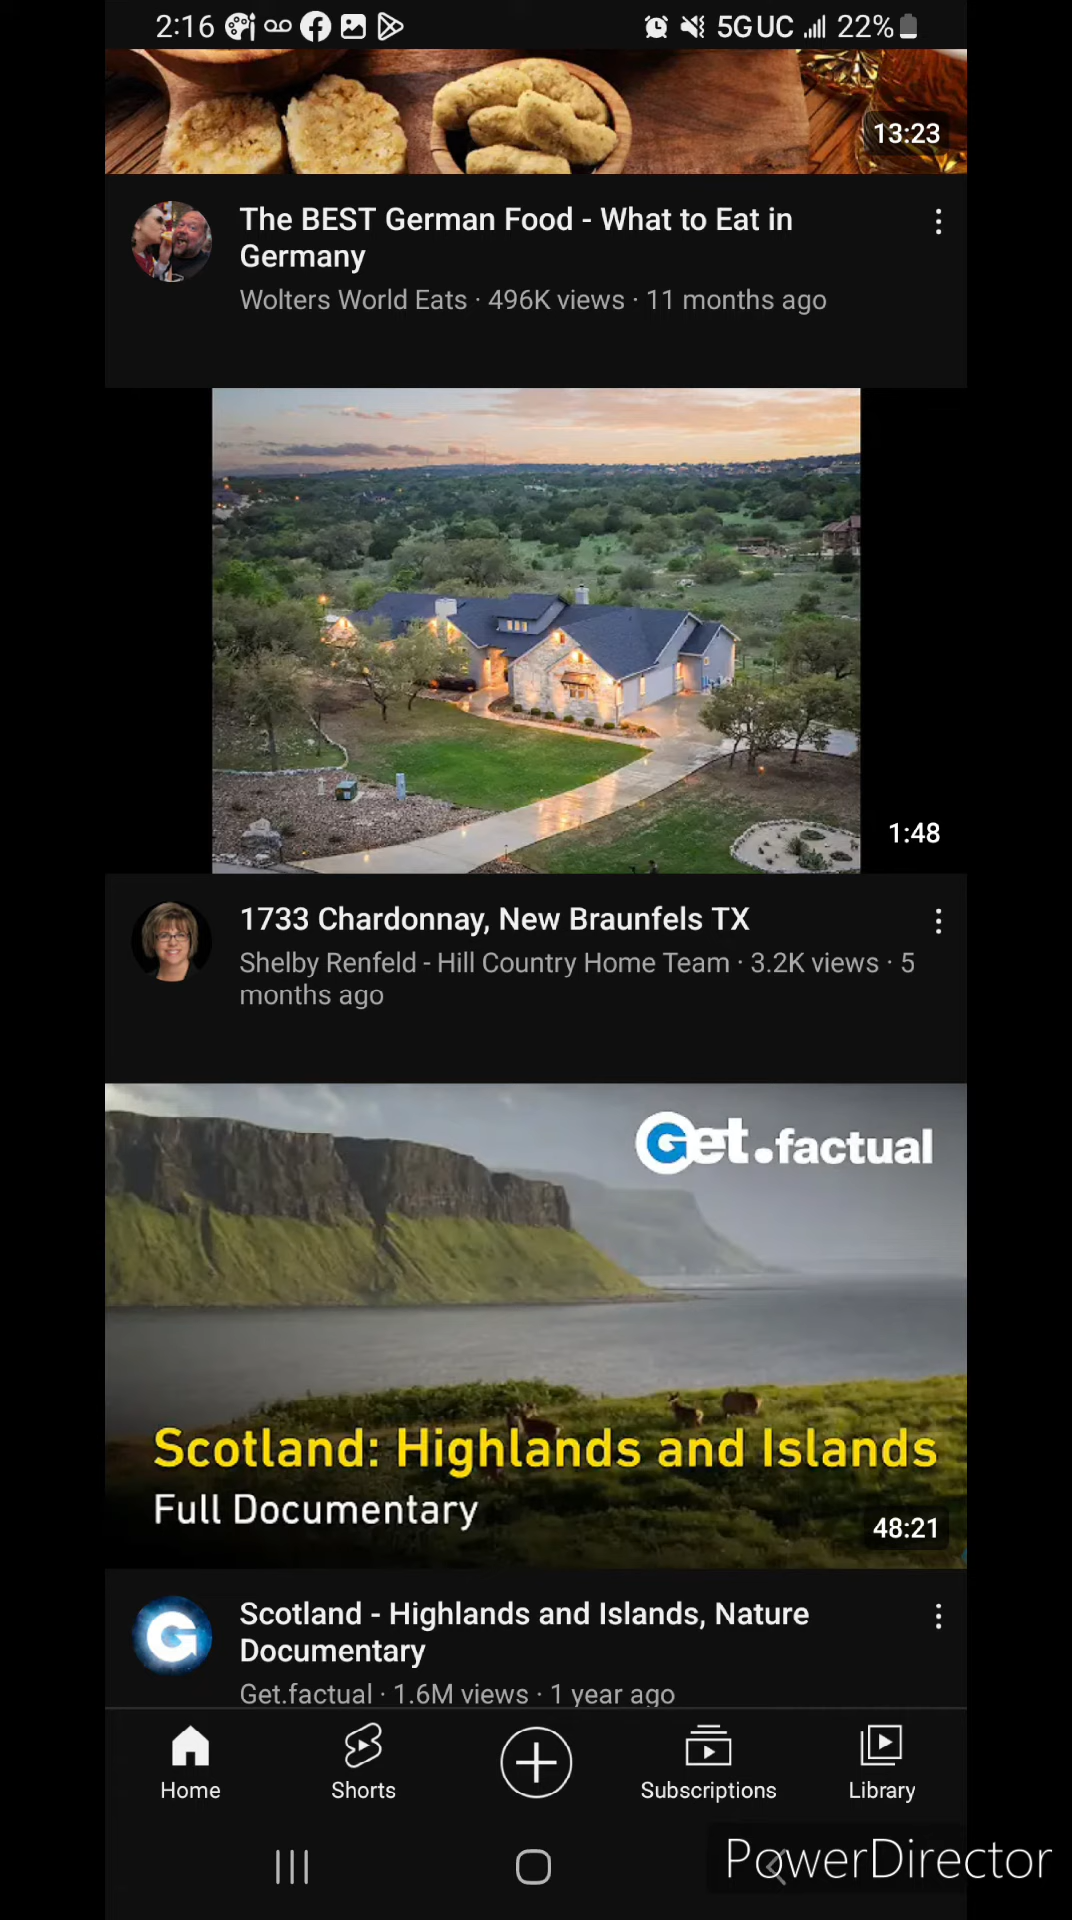 2:16 5G UC 22%
13:23
The BEST German Food - What to Eat in
Germany
Wolters World Eats · 496K views · 11 months ago
1:48
1733 Chardonnay, New Braunfels TX
Shelby Renfeld - Hill Country Home Team · 3.2K views · 5
months ago
Get.factual
Scotland: Highlands and Islands
Full Documentary
48:21
Scotland - Highlands and Islands, Nature
Documentary
Get.factual · 1.6M views · 1 year ago
Home Shorts Subscriptions Library
PowerDirector